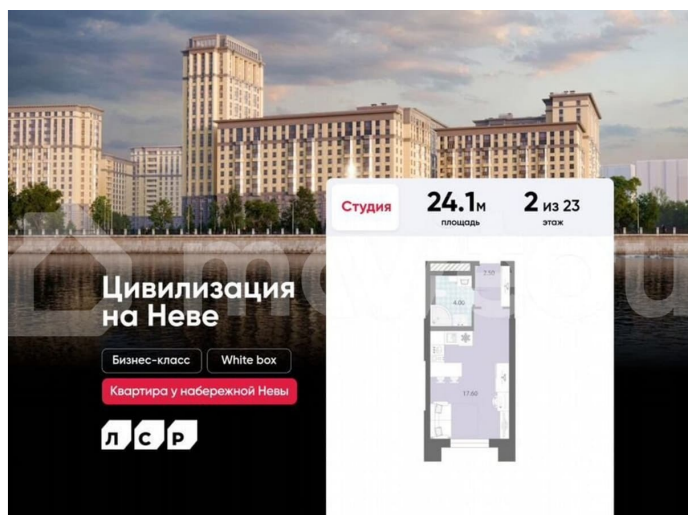 Студия
24.1м
площадь
2 из 23
этаж
Цивилизация
на Неве
Бизнес-класс
White box
Квартира у набережной Невы
ЛСР
2.50
4.00
17.60